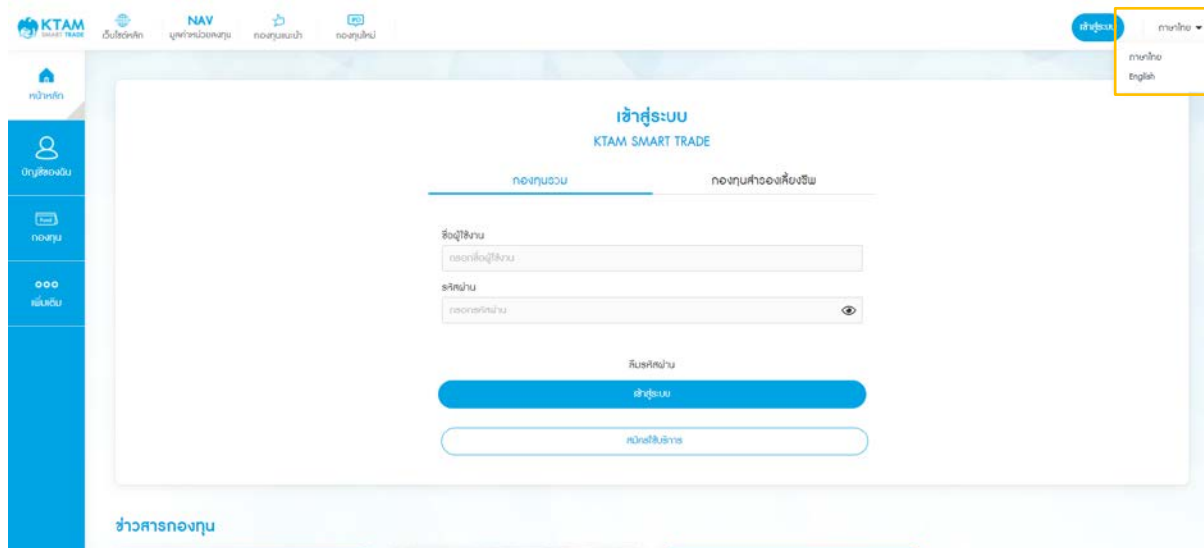 KTAM
SMART TRADE
เว็บไซต์หลัก
NAV
มูลค่าหน่วยลงทุน
กองทุนแนะนำ
IPO
กองทุนใหม่
เข้าสู่ระบบ
ภาษาไทย
ภาษาไทย
English
หน้าหลัก
บัญชีของฉัน
Fund
กองทุน
เพิ่มเติม
เข้าสู่ระบบ
KTAM SMART TRADE
กองทุนรวม
กองทุนสำรองเลี้ยงชีพ
ชื่อผู้ใช้งาน
กรอกชื่อผู้ใช้งาน
รหัสผ่าน
กรอกรหัสผ่าน
ลืมรหัสผ่าน
เข้าสู่ระบบ
สมัครใช้บริการ
ข่าวสารกองทุน